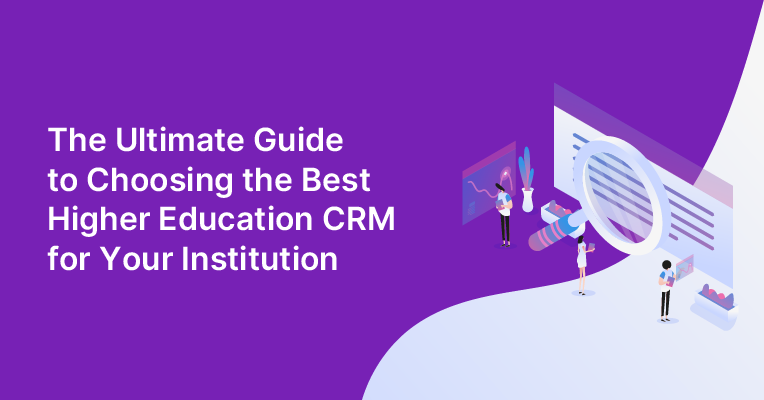 The Ultimate Guide
to Choosing the Best
Higher Education CRM
for Your Institution